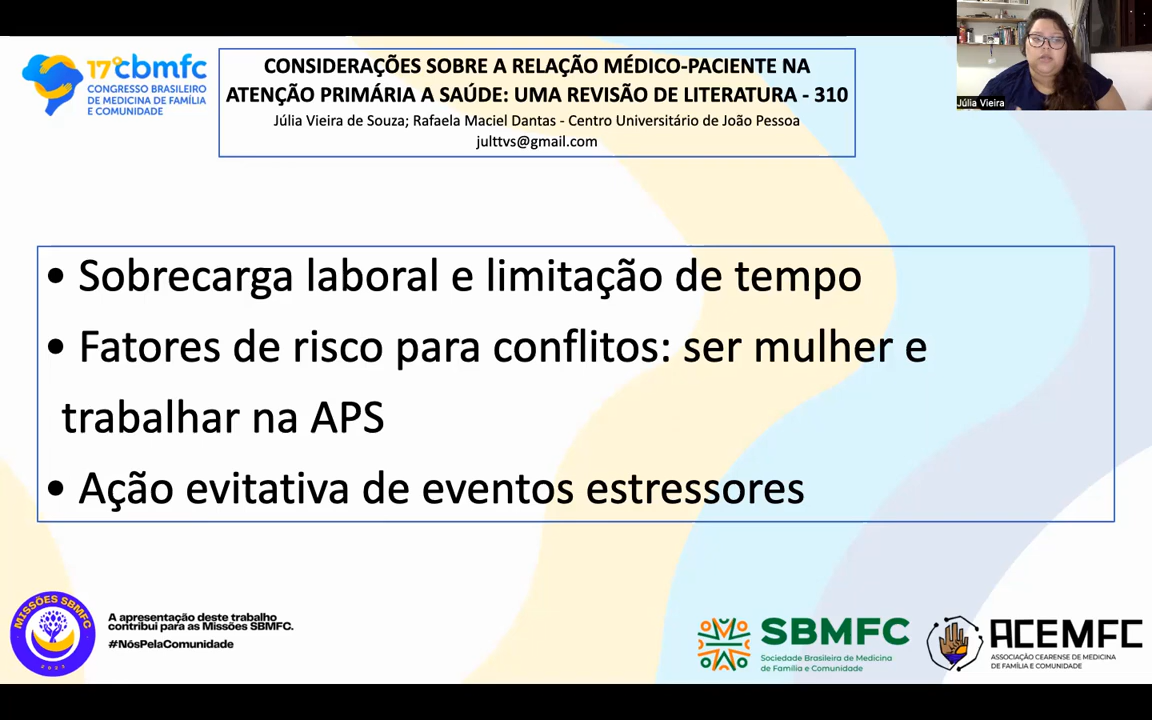 17º cbmfc
CONGRESSO BRASILEIRO
DE MEDICINA DE FAMÍLIA
E COMUNIDADE
CONSIDERAÇÕES SOBRE A RELAÇÃO MÉDICO-PACIENTE NA
ATENÇÃO PRIMÁRIA A SAÚDE: UMA REVISÃO DE LITERATURA - 310
Júlia Vieira de Souza; Rafaela Maciel Dantas - Centro Universitário de João Pessoa
julttvs@gmail.com
Júlia Vieira
• Sobrecarga laboral e limitação de tempo
• Fatores de risco para conflitos: ser mulher e
trabalhar na APS
• Ação evitativa de eventos estressores
MISSÕES SBMFC
2023
A apresentação deste trabalho
contribui para as Missões SBMFC.
#NósPelaComunidade
SBMFC
Sociedade Brasileira de Medicina
de Família e Comunidade
ACEMFC
ASSOCIAÇÃO CEARENSE DE MEDICINA
DE FAMÍLIA E COMUNIDADE